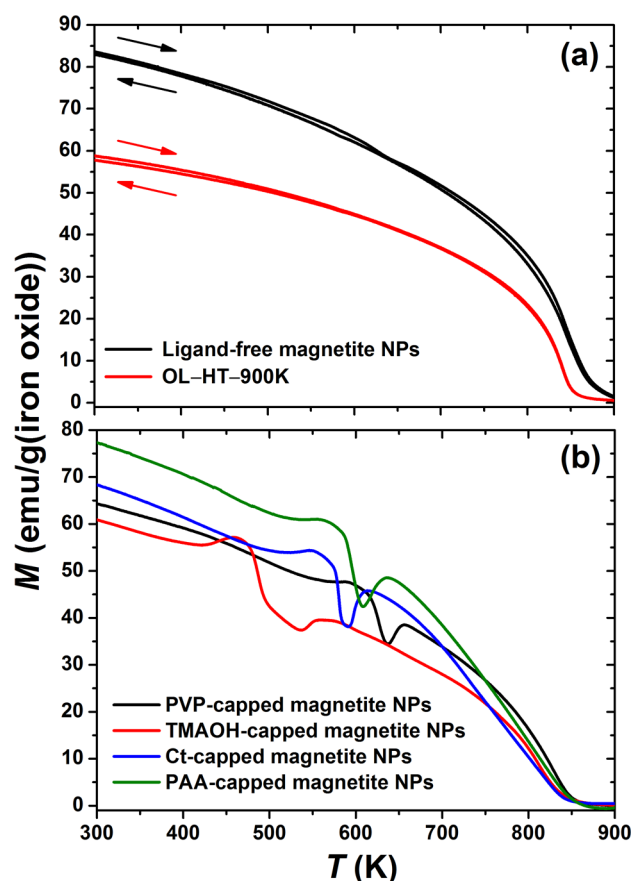 90
80
70
60
50
40
30
20
10
0
(a)
Ligand-free magnetite NPs
OL–HT–900K
M (emu/g(iron oxide))
80
70
60
50
40
30
20
10
0
(b)
PVP-capped magnetite NPs
TMAOH-capped magnetite NPs
Ct-capped magnetite NPs
PAA-capped magnetite NPs
300 400 500 600 700 800 900
T (K)